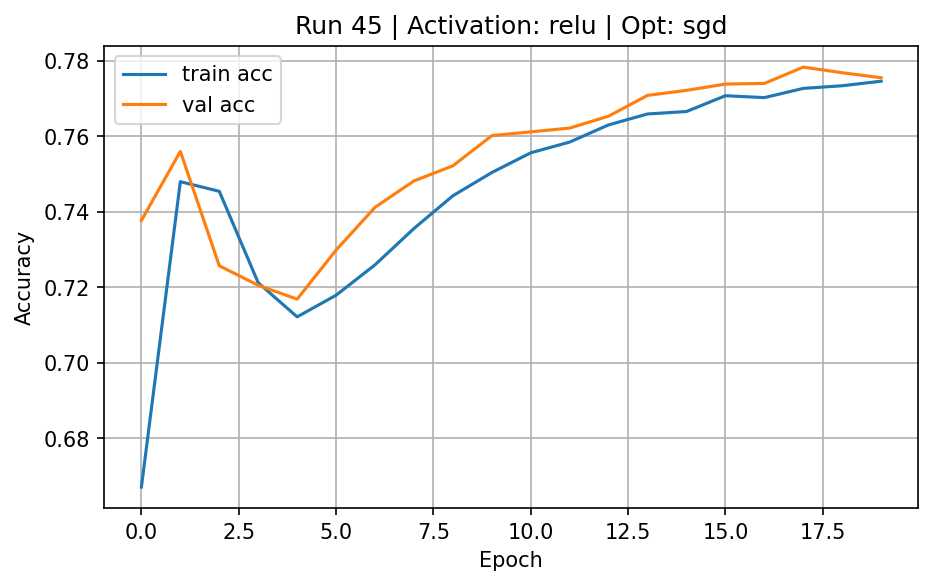 Run 45 | Activation: relu | Opt: sgd
train acc
val acc
Accuracy
0.78
0.76
0.74
0.72
0.70
0.68
0.0 2.5 5.0 7.5 10.0 12.5 15.0 17.5
Epoch